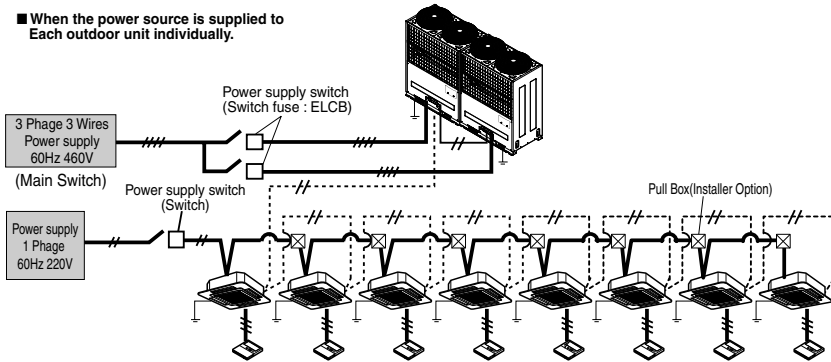 ■ When the power source is supplied to
Each outdoor unit individually.
Power supply switch
(Switch fuse : ELCB)
3 Phage 3 Wires
Power supply
60Hz 460V
(Main Switch)
Power supply switch
(Switch)
Pull Box(Installer Option)
Power supply
1 Phage
60Hz 220V